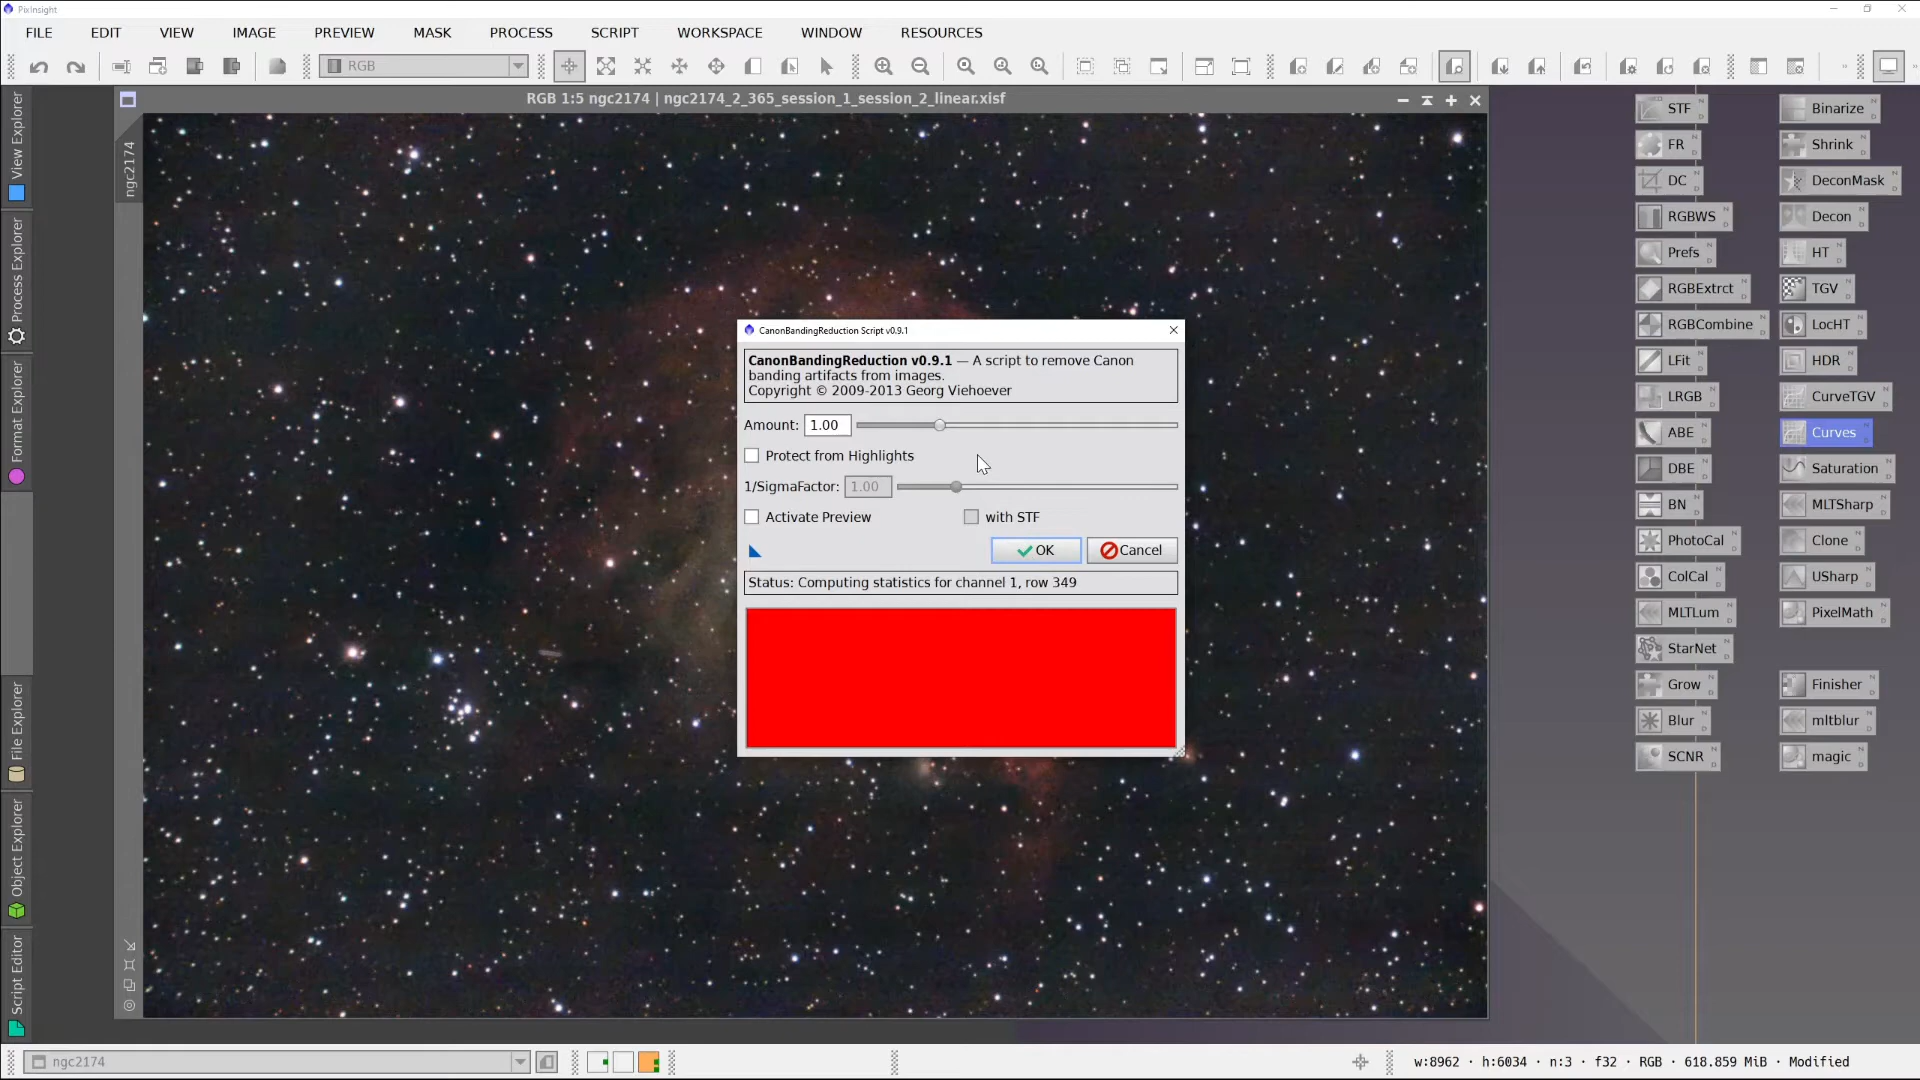 PixInsight
FILE EDIT VIEW IMAGE PREVIEW MASK PROCESS SCRIPT WORKSPACE WINDOW RESOURCES
RGB
RGB 1:5 ngc2174 | ngc2174_2_365_session_1_session_2_linear.xisf
View Explorer
Process Explorer
Format Explorer
File Explorer
Object Explorer
Script Editor
ngc2174
CanonBandingReduction Script v0.9.1
CanonBandingReduction v0.9.1 — A script to remove Canon
banding artifacts from images.
Copyright © 2009-2013 Georg Viehoever
Amount: 1.00
Protect from Highlights
1/SigmaFactor: 1.00
Activate Preview with STF
OK Cancel
Status: Computing statistics for channel 1, row 349
STF Binarize
FR Shrink
DC DeconMask
RGBWS Decon
Prefs HT
RGBExtrct TGV
RGBCombine LocHT
LFit HDR
LRGB CurveTGV
ABE Curves
DBE Saturation
BN MLTSharp
PhotoCal Clone
ColCal USharp
MLTLum PixelMath
StarNet
Grow Finisher
Blur mltblur
SCNR magic
ngc2174
w:8962 · h:6034 · n:3 · f32 · RGB · 618.859 MiB · Modified